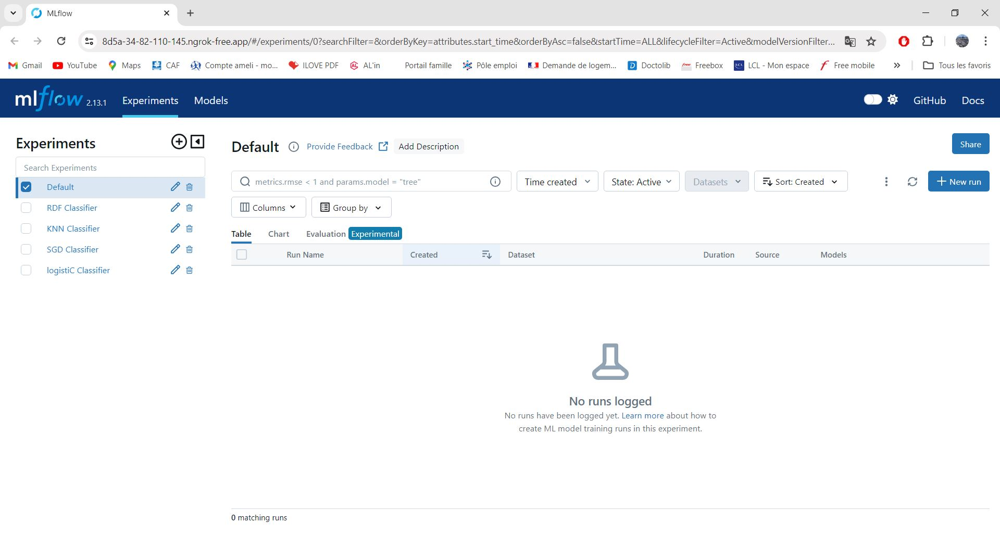 MLflow
8d5a-34-82-110-145.ngrok-free.app/#/experiments/0?searchFilter=&orderByKey=attributes.start_time&orderByAsc=false&startTime=ALL&lifecycleFilter=Active&modelVersionFilter...
Gmail YouTube Maps CAF Compte ameli - mo... ILOVE PDF AL'in Portail famille Pôle emploi Demande de logem... Doctolib Freebox LCL - Mon espace Free mobile » Tous les favoris
mlflow 2.13.1 Experiments Models GitHub Docs
Experiments
Default Provide Feedback Add Description Share
Search Experiments
metrics.rmse < 1 and params.model = "tree" Time created State: Active Datasets Sort: Created New run
Default
RDF Classifier
KNN Classifier
SGD Classifier
logistiC Classifier
Columns Group by
Table Chart Evaluation Experimental
Run Name Created Dataset Duration Source Models
No runs logged
No runs have been logged yet. Learn more about how to
create ML model training runs in this experiment.
0 matching runs